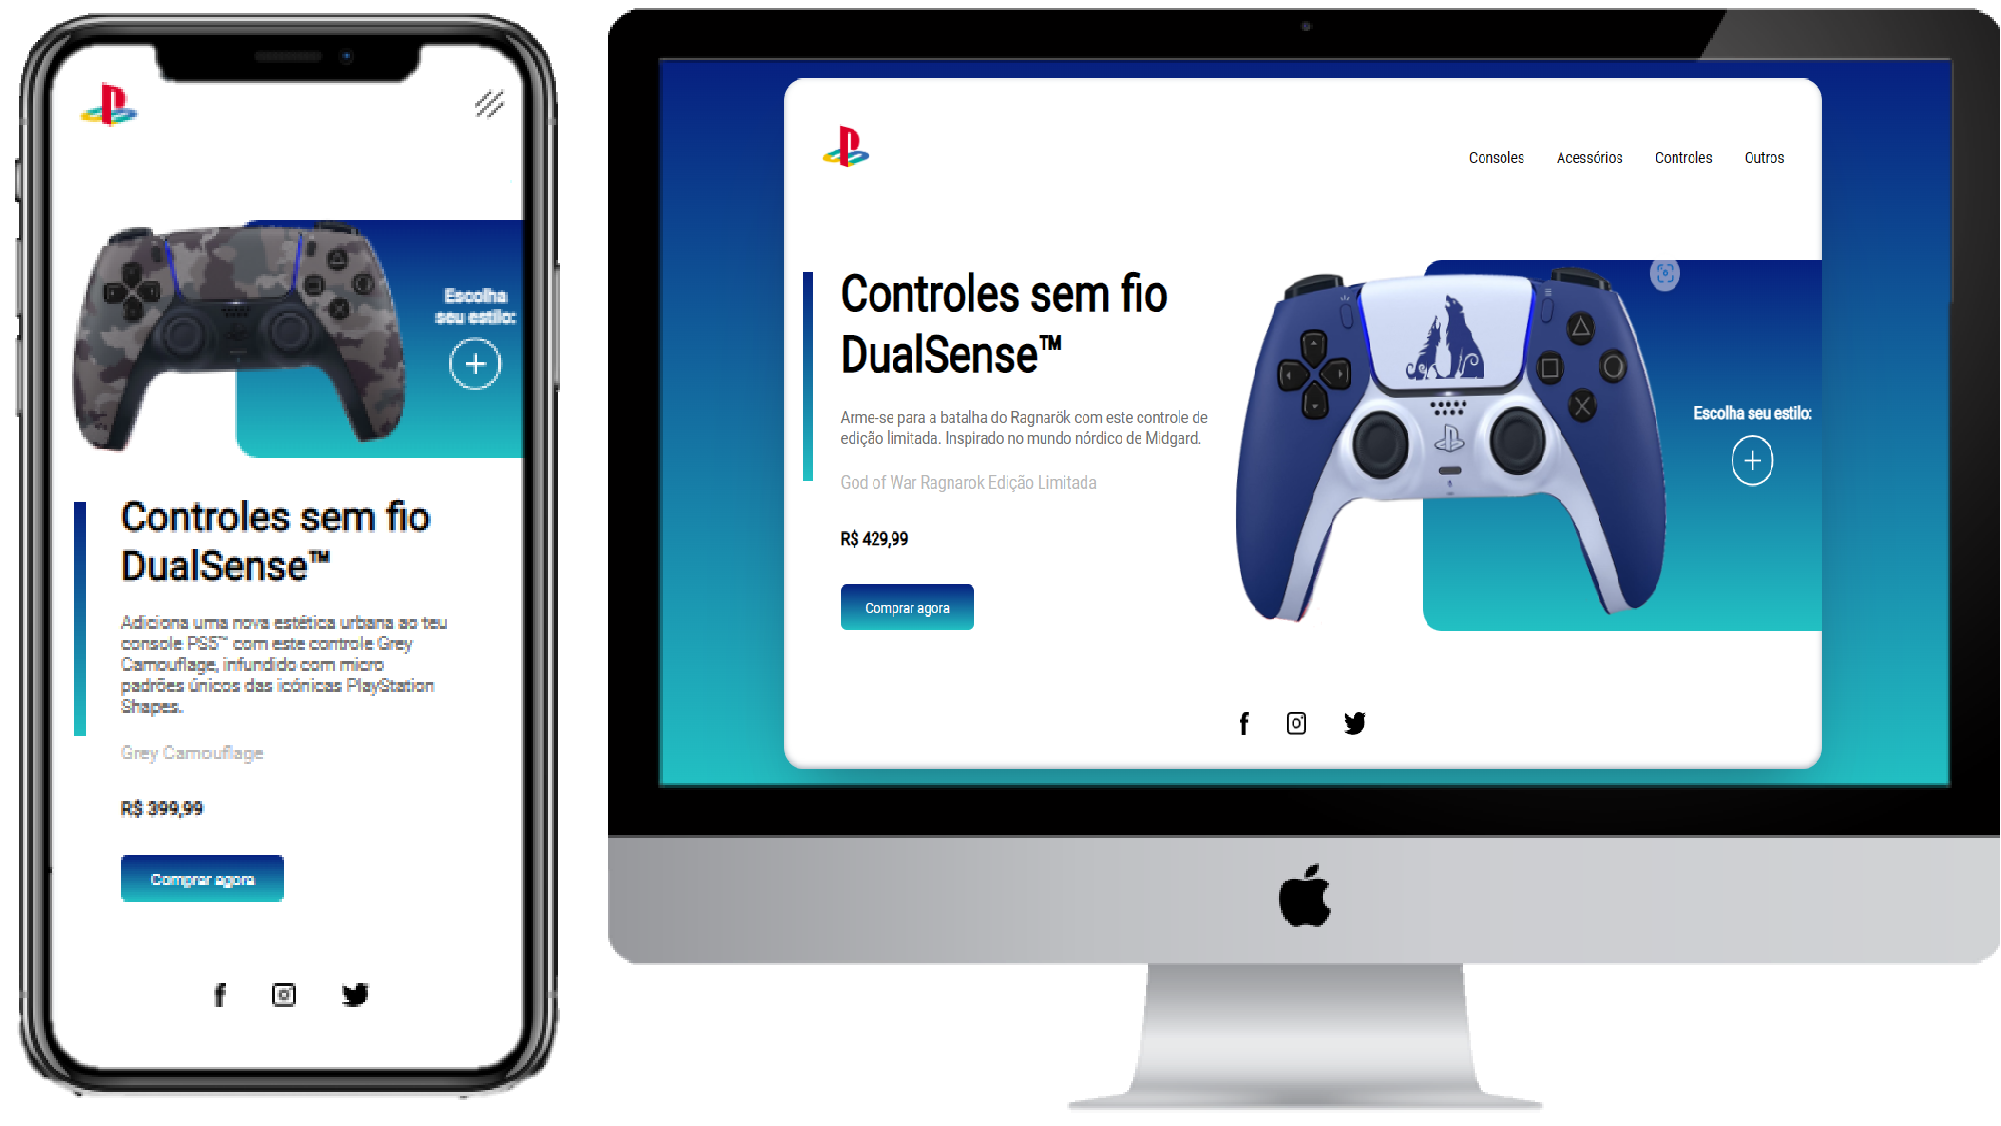 Escolha
seu estilo:
Controles sem fio
DualSense™
Adiciona uma nova estética urbana ao teu
console PS5™ com este controle Grey
Camouflage, infundido com micro
padrões únicos das icónicas PlayStation
Shapes.
Grey Camouflage
R$ 399,99
Comprar agora
Consoles Acessórios Controles Outros
Controles sem fio
DualSense™
Arme-se para a batalha do Ragnarök com este controle de
edição limitada. Inspirado no mundo nórdico de Midgard.
God of War Ragnarok Edição Limitada
R$ 429,99
Comprar agora
Escolha seu estilo: